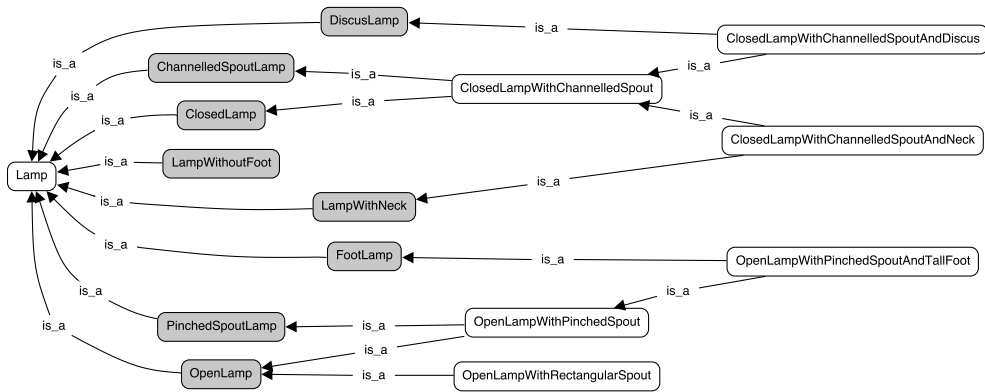 DiscusLamp
is_a
ClosedLampWithChannelledSpoutAndDiscus
is_a
ChannelledSpoutLamp
is_a
is_a
is_a
ClosedLampWithChannelledSpout
is_a
ClosedLamp
is_a
is_a
is_a
ClosedLampWithChannelledSpoutAndNeck
LampWithoutFoot
is_a
Lamp
is_a
is_a
LampWithNeck
is_a
FootLamp
is_a
OpenLampWithPinchedSpoutAndTallFoot
is_a
is_a
PinchedSpoutLamp
is_a
OpenLampWithPinchedSpout
is_a
is_a
OpenLamp
is_a
OpenLampWithRectangularSpout